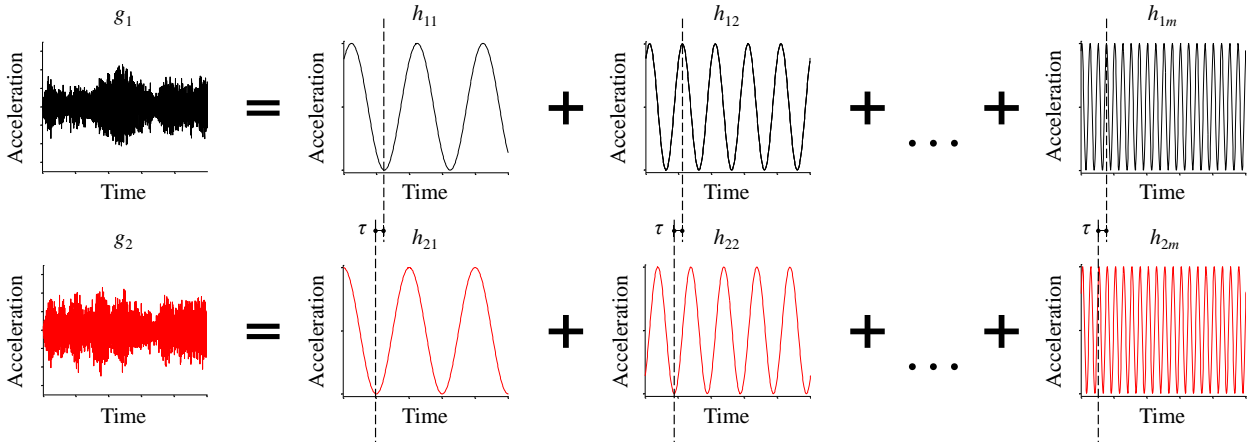 g₁ h₁₁ h₁₂ h₁ₘ
Acceleration = Acceleration + Acceleration + ... + Acceleration
Time Time Time Time
g₂ τ h₂₁ τ h₂₂ τ h₂ₘ
Acceleration = Acceleration + Acceleration + ... + Acceleration
Time Time Time Time